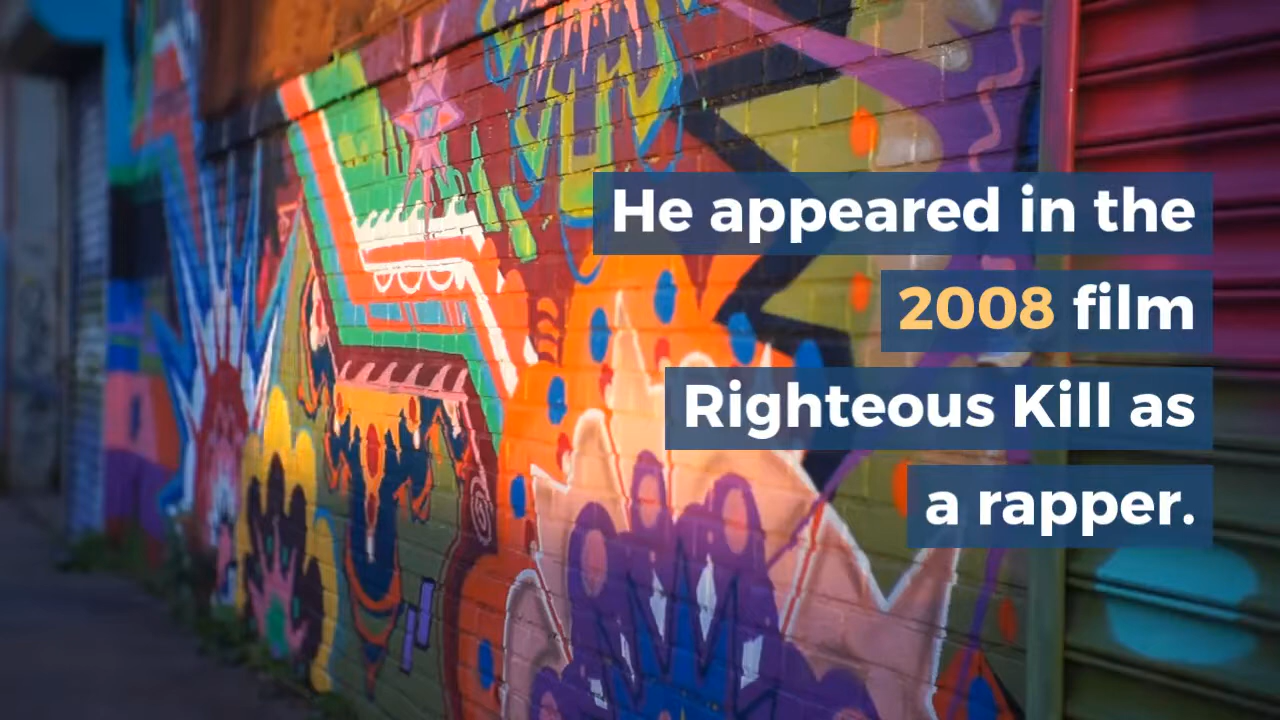 He appeared in the
2008 film
Righteous Kill as
a rapper.